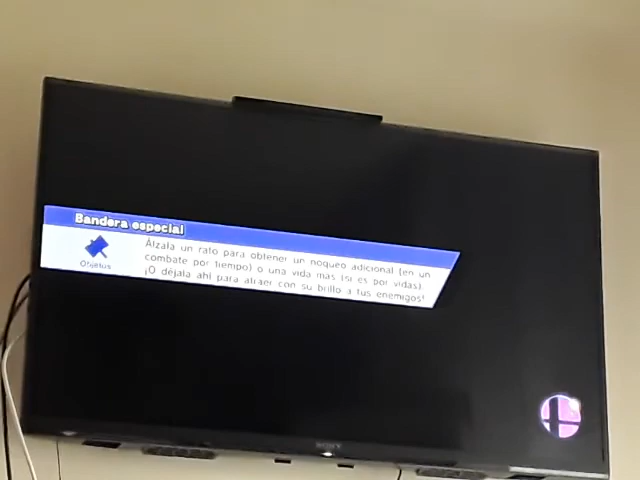 Bandera especial
Objetos
Álzala un rato para obtener un noqueo adicional (en un
combate por tiempo) o una vida más (si es por vidas).
¡O déjala ahí para atraer con su brillo a tus enemigos!
SONY